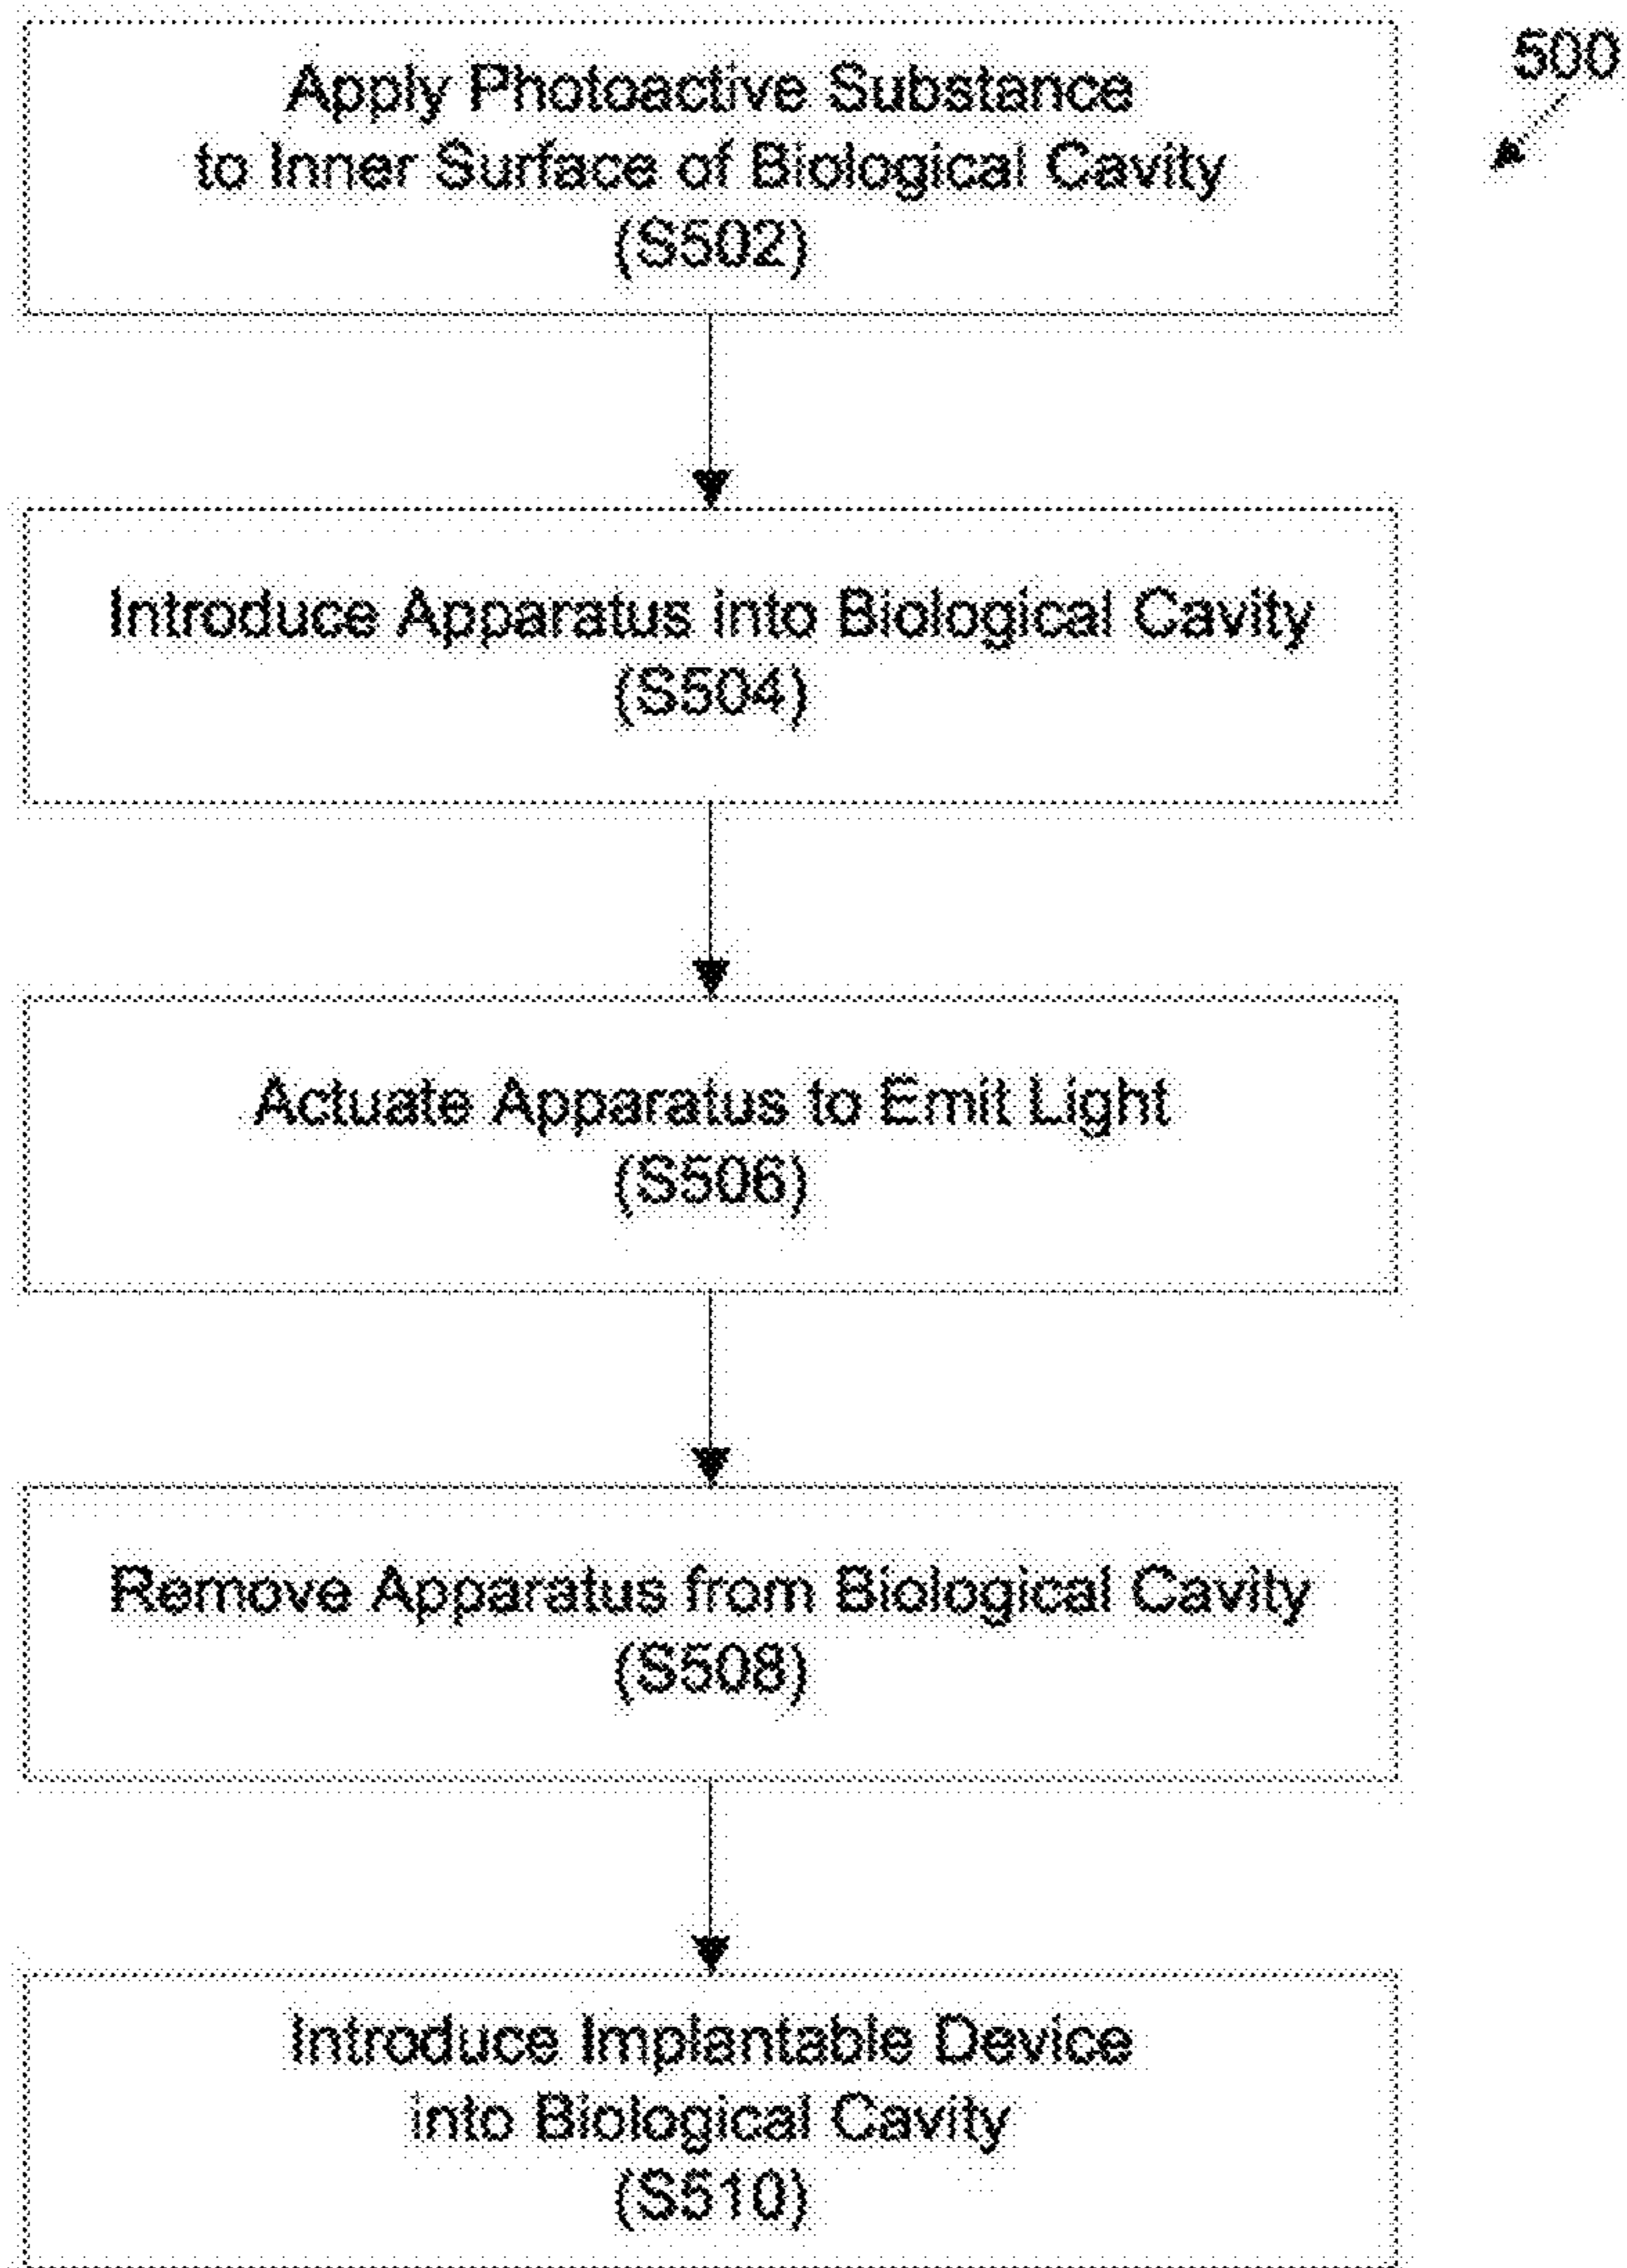 500
Apply Photoactive Substance
to Inner Surface of Biological Cavity
(S502)
Introduce Apparatus into Biological Cavity
(S504)
Actuate Apparatus to Emit Light
(S506)
Remove Apparatus from Biological Cavity
(S508)
Introduce Implantable Device
into Biological Cavity
(S510)